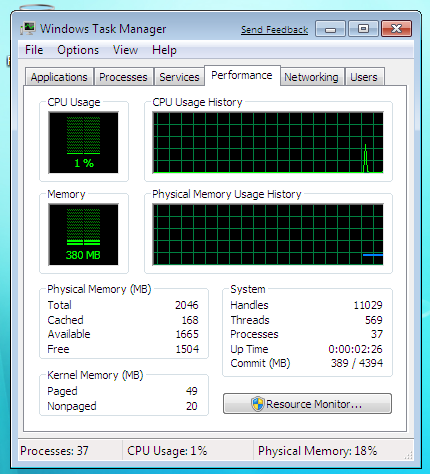 Windows Task Manager Send Feedback
File Options View Help
Applications Processes Services Performance Networking Users
CPU Usage CPU Usage History
1 %
Memory Physical Memory Usage History
380 MB
Physical Memory (MB)
Total 2046
Cached 168
Available 1665
Free 1504
Kernel Memory (MB)
Paged 49
Nonpaged 20
System
Handles 11029
Threads 569
Processes 37
Up Time 0:00:02:26
Commit (MB) 389 / 4394
Resource Monitor...
Processes: 37 CPU Usage: 1% Physical Memory: 18%